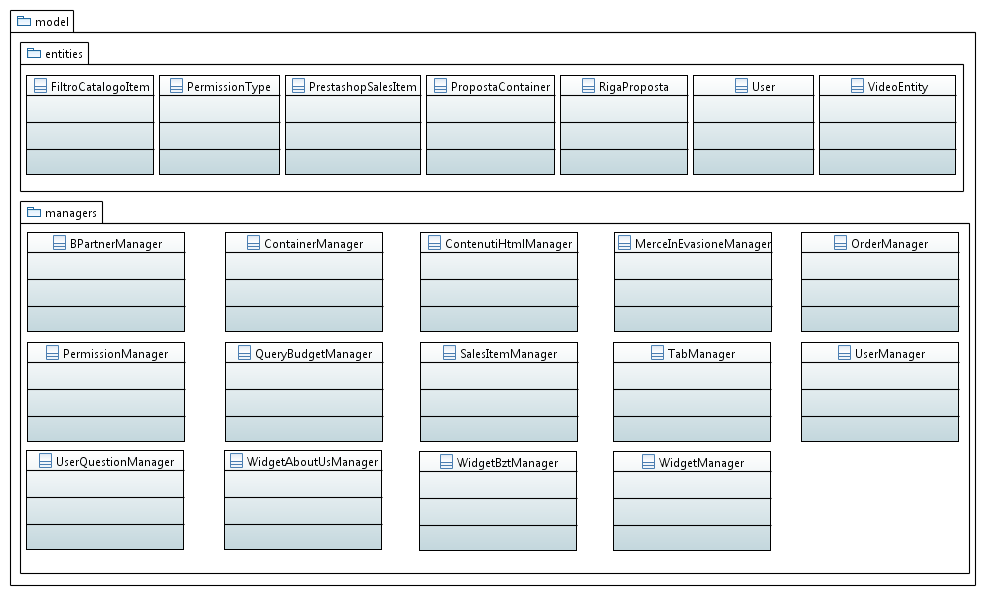 model
entities
FiltroCatalogoItem PermissionType PrestashopSalesItem PropostaContainer RigaProposta User VideoEntity
managers
BPartnerManager ContainerManager ContenutiHtmlManager MerceInEvasioneManager OrderManager
PermissionManager QueryBudgetManager SalesItemManager TabManager UserManager
UserQuestionManager WidgetAboutUsManager WidgetBztManager WidgetManager